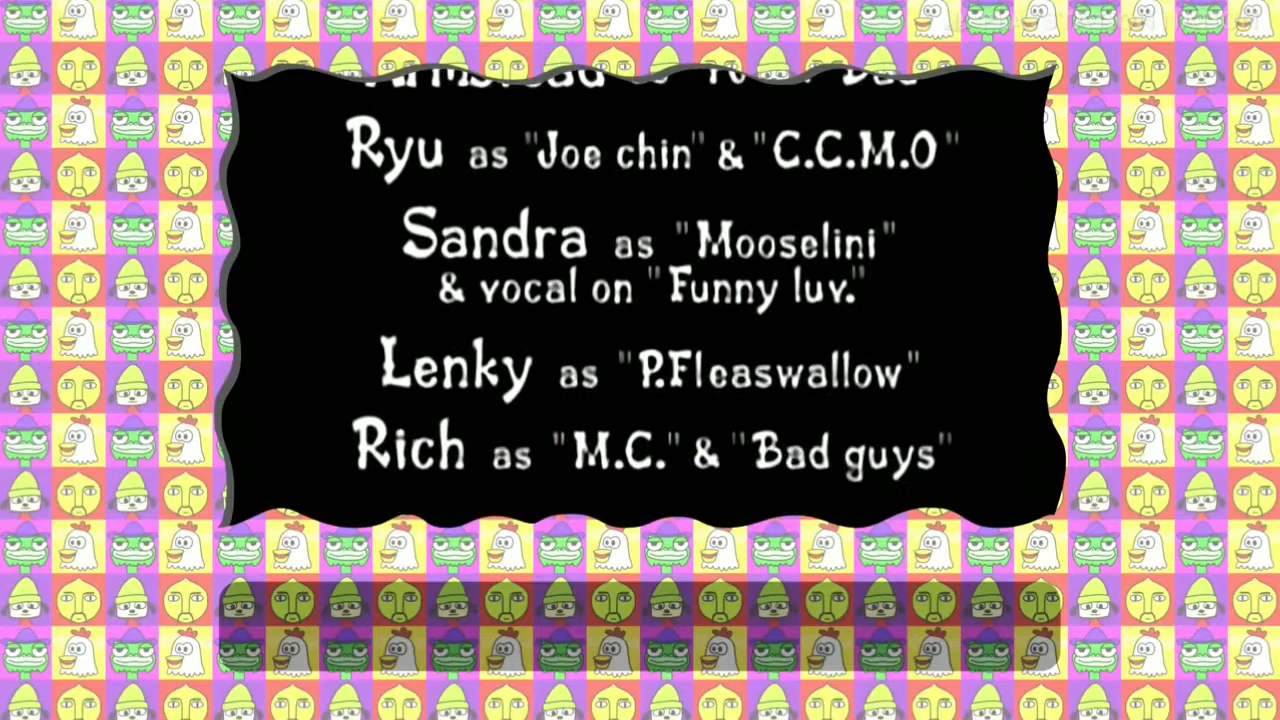 Ryu as "Joe chin" & "C.C.M.O"
Sandra as "Mooselini"
& vocal on "Funny luv."
Lenky as "P.Fleaswallow"
Rich as "M.C." & "Bad guys"